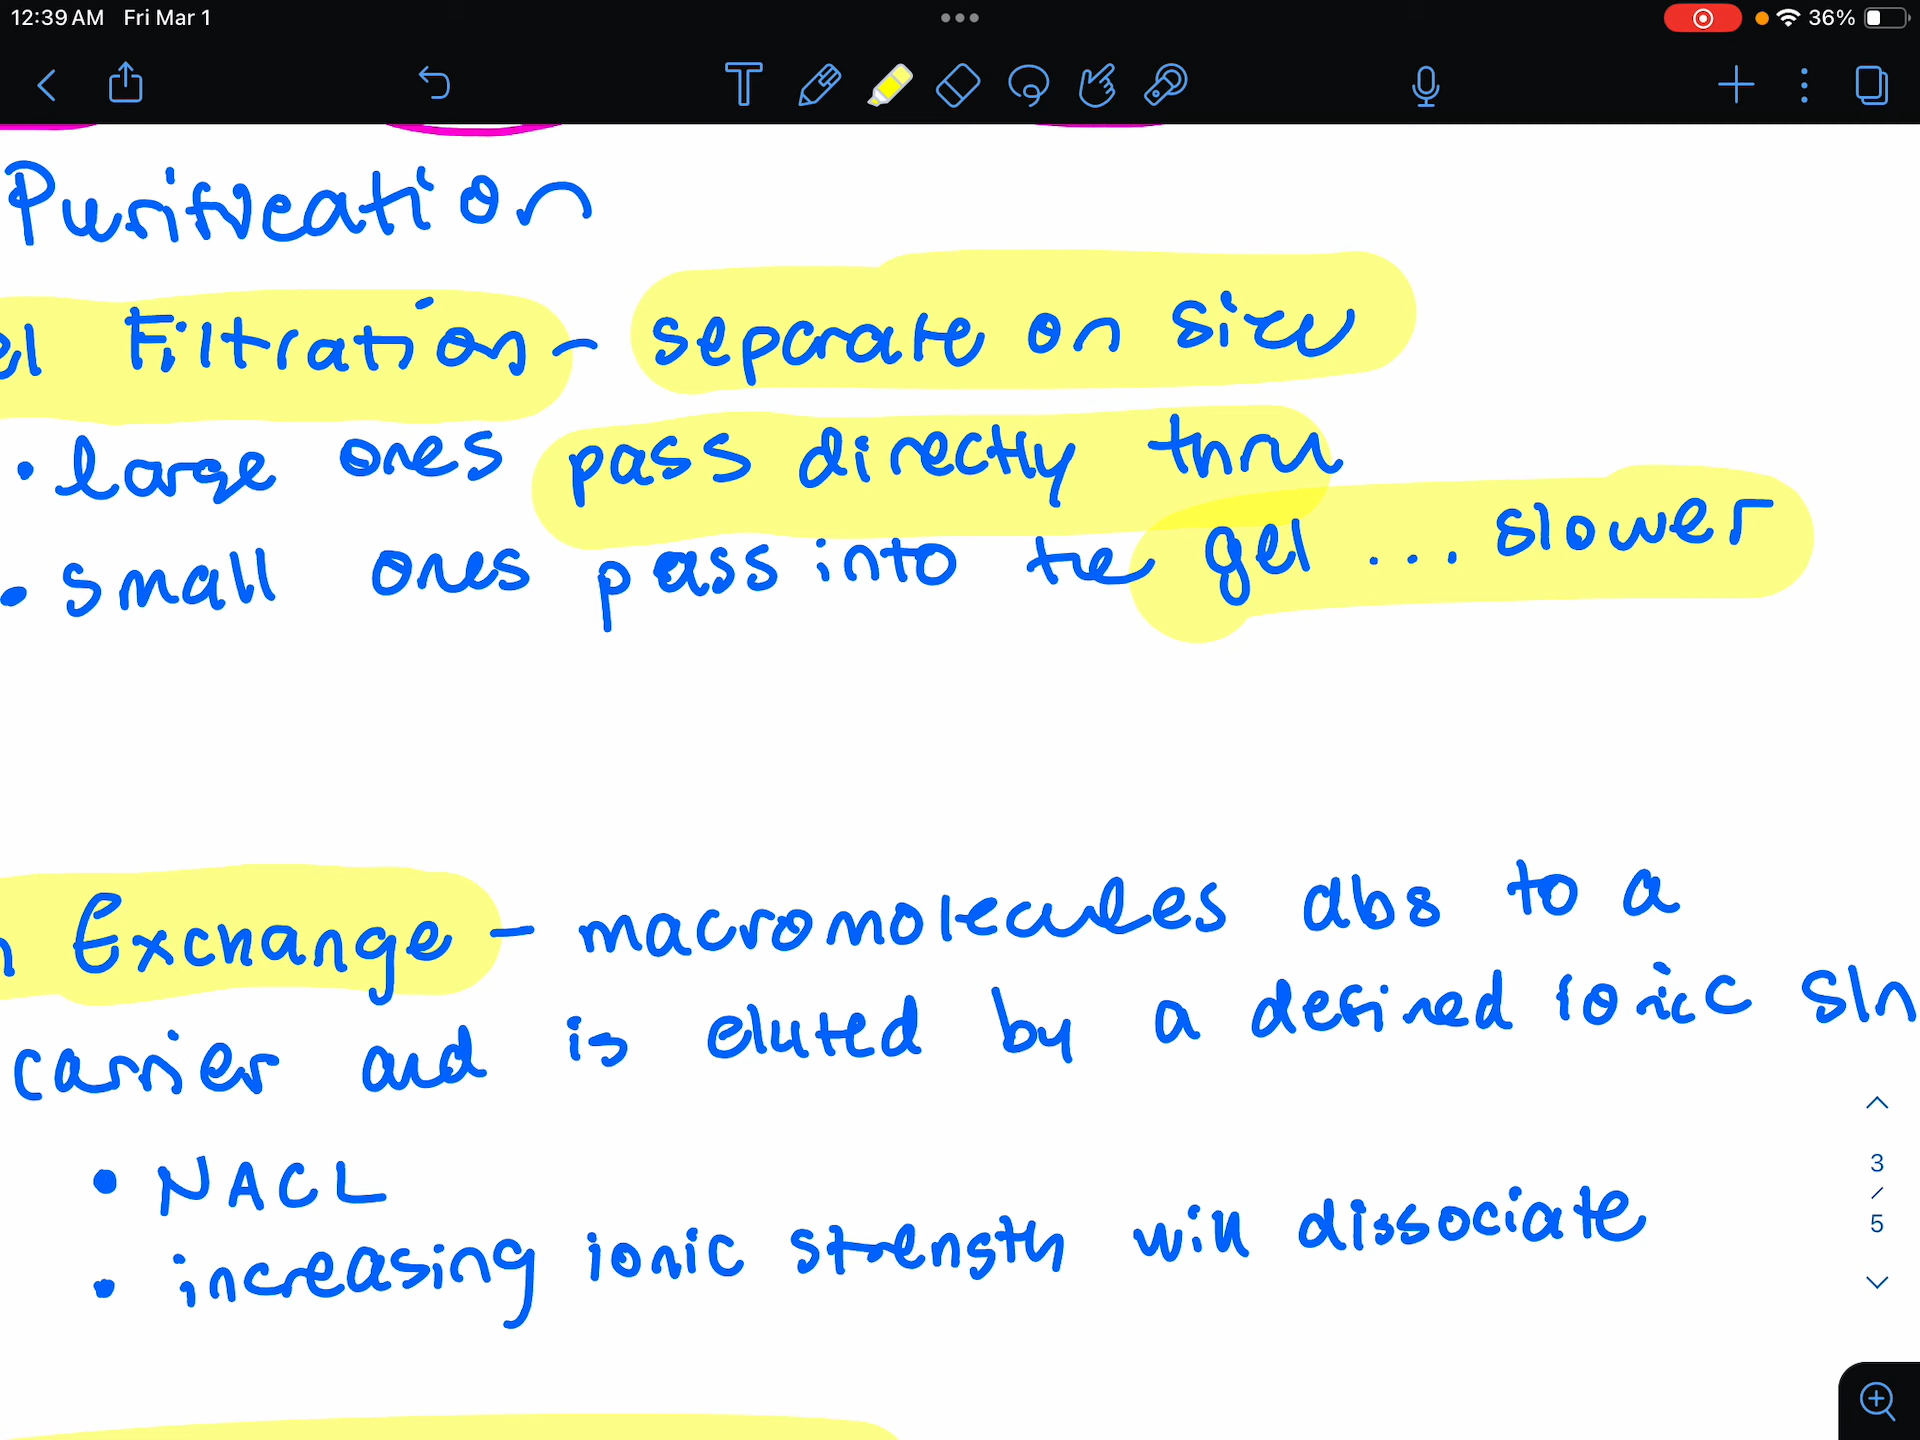 12:39 AM Fri Mar 1 36%
Purification
el Filtration - separate on size
• large ones pass directly thru
• small ones pass into the gel ... slower
n Exchange - macromolecules abs to a
carrier and is eluted by a defined ionic sln
• NACL
• increasing ionic strength will dissociate
3
/
5